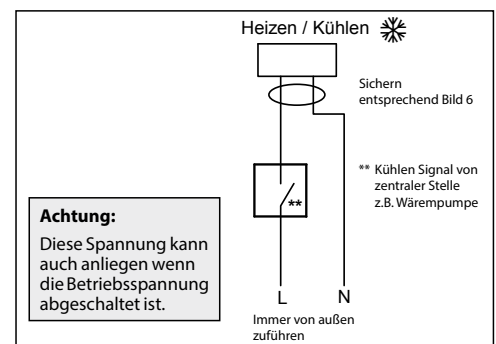 Heizen / Kühlen
Sichern
entsprechend Bild 6
** Kühlen Signal von
zentraler Stelle
z.B. Wärempumpe
**
Achtung:
Diese Spannung kann
auch anliegen wenn
die Betriebsspannung
abgeschaltet ist.
L N
Immer von außen
zuführen